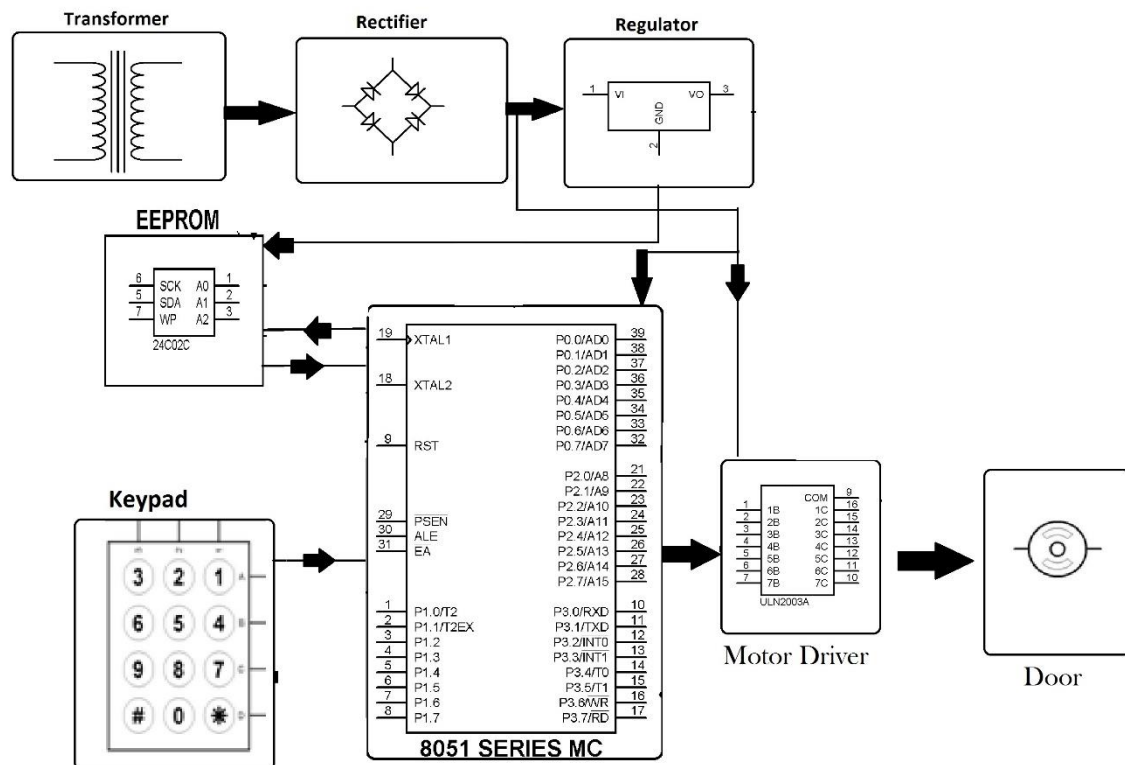 Transformer
Rectifier
Regulator
1 VI VO 3
GND
2
EEPROM
6 SCK A0 1
5 SDA A1 2
7 WP A2 3
24C02C
19 XTAL1
18 XTAL2
9 RST
29 PSEN
30 ALE
31 EA
1 P1.0/T2
2 P1.1/T2EX
3 P1.2
4 P1.3
5 P1.4
6 P1.5
7 P1.6
8 P1.7
P0.0/AD0 39
P0.1/AD1 38
P0.2/AD2 37
P0.3/AD3 36
P0.4/AD4 35
P0.5/AD5 34
P0.6/AD6 33
P0.7/AD7 32
P2.0/A8 21
P2.1/A9 22
P2.2/A10 23
P2.3/A11 24
P2.4/A12 25
P2.5/A13 26
P2.6/A14 27
P2.7/A15 28
P3.0/RXD 10
P3.1/TXD 11
P3.2/INT0 12
P3.3/INT1 13
P3.4/T0 14
P3.5/T1 15
P3.6/WR 16
P3.7/RD 17
8051 SERIES MC
Keypad
3 2 1
6 5 4
9 8 7
# 0 *
COM 9
1 1B 1C 16
2 2B 2C 15
3 3B 3C 14
4 4B 4C 13
5 5B 5C 12
6 6B 6C 11
7 7B 7C 10
ULN2003A
Motor Driver
Door